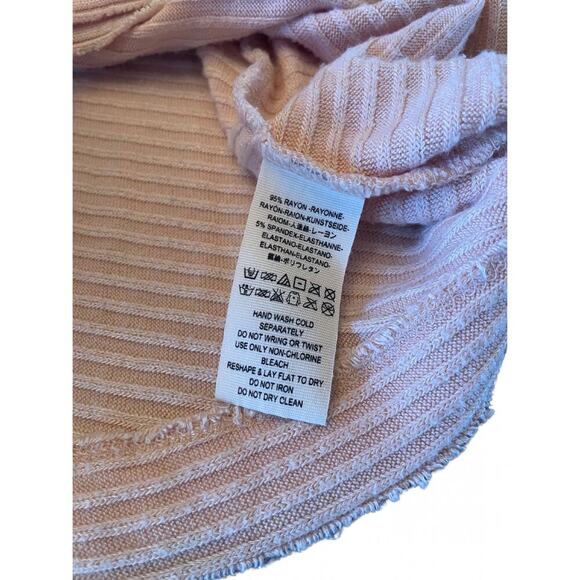 95% RAYON -RAYONNE-
RAYÓN-RAION-KUNSTSEIDE-
RAIOM-人造絲-レーヨン
5% SPANDEX-ELASTHANNE-
ELASTANO-ELASTANO-
ELASTHAN-ELASTANO-
氨綸-ポリウレタン
HAND WASH COLD
SEPARATELY
DO NOT WRING OR TWIST
USE ONLY NON-CHLORINE
BLEACH
RESHAPE & LAY FLAT TO DRY
DO NOT IRON
DO NOT DRY CLEAN